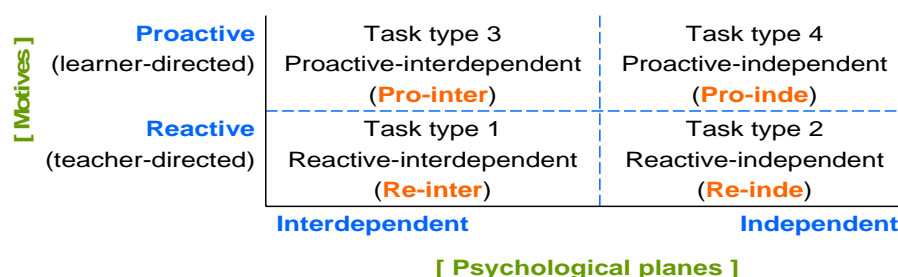 [ Motives ]
Proactive
(learner-directed)
Task type 3
Proactive-interdependent
(Pro-inter)
Task type 4
Proactive-independent
(Pro-inde)
Reactive
(teacher-directed)
Task type 1
Reactive-interdependent
(Re-inter)
Task type 2
Reactive-independent
(Re-inde)
Interdependent
Independent
[ Psychological planes ]